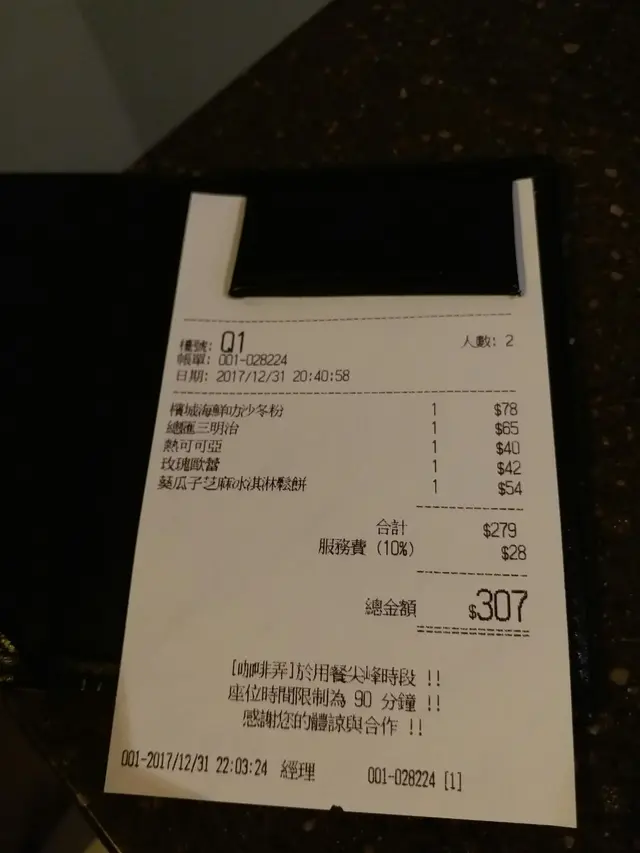 檯號: Q1 人數: 2
帳單: 001-028224
日期: 2017/12/31 20:40:58
檳城海鮮叻沙冬粉 1 $78
總匯三明治 1 $65
熱可可亞 1 $40
玫瑰歐蕾 1 $42
葵瓜子芝麻冰淇淋鬆餅 1 $54
合計 $279
服務費 (10%) $28
總金額 $307
[咖啡弄]於用餐尖峰時段 !!
座位時間限制為 90 分鐘 !!
感謝您的體諒與合作 !!
001-2017/12/31 22:03:24 經理 001-028224 [1]